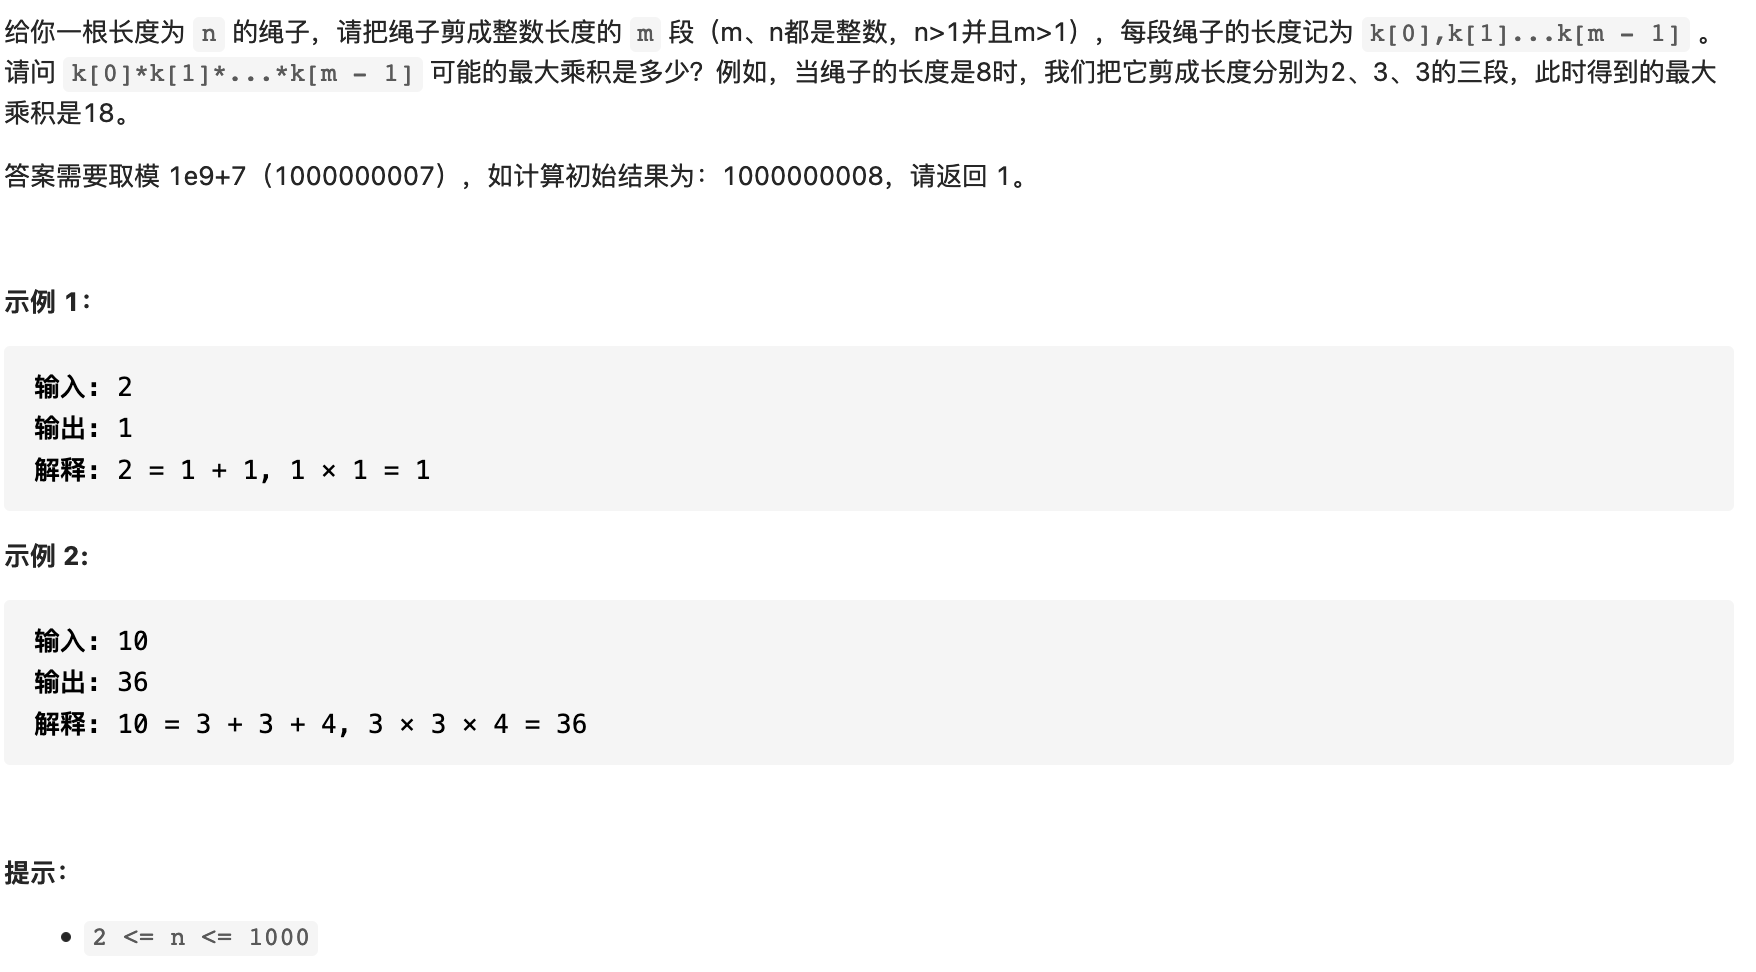 给你一根长度为 n 的绳子，请把绳子剪成整数长度的 m 段（m、n都是整数，n>1并且m>1），每段绳子的长度记为 k[0],k[1]...k[m - 1] 。
请问 k[0]*k[1]*...*k[m - 1] 可能的最大乘积是多少？例如，当绳子的长度是8时，我们把它剪成长度分别为2、3、3的三段，此时得到的最大
乘积是18。
答案需要取模 1e9+7（1000000007），如计算初始结果为：1000000008，请返回 1。
示例 1：
输入: 2
输出: 1
解释: 2 = 1 + 1, 1 × 1 = 1
示例 2:
输入: 10
输出: 36
解释: 10 = 3 + 3 + 4, 3 × 3 × 4 = 36
提示：
• 2 <= n <= 1000